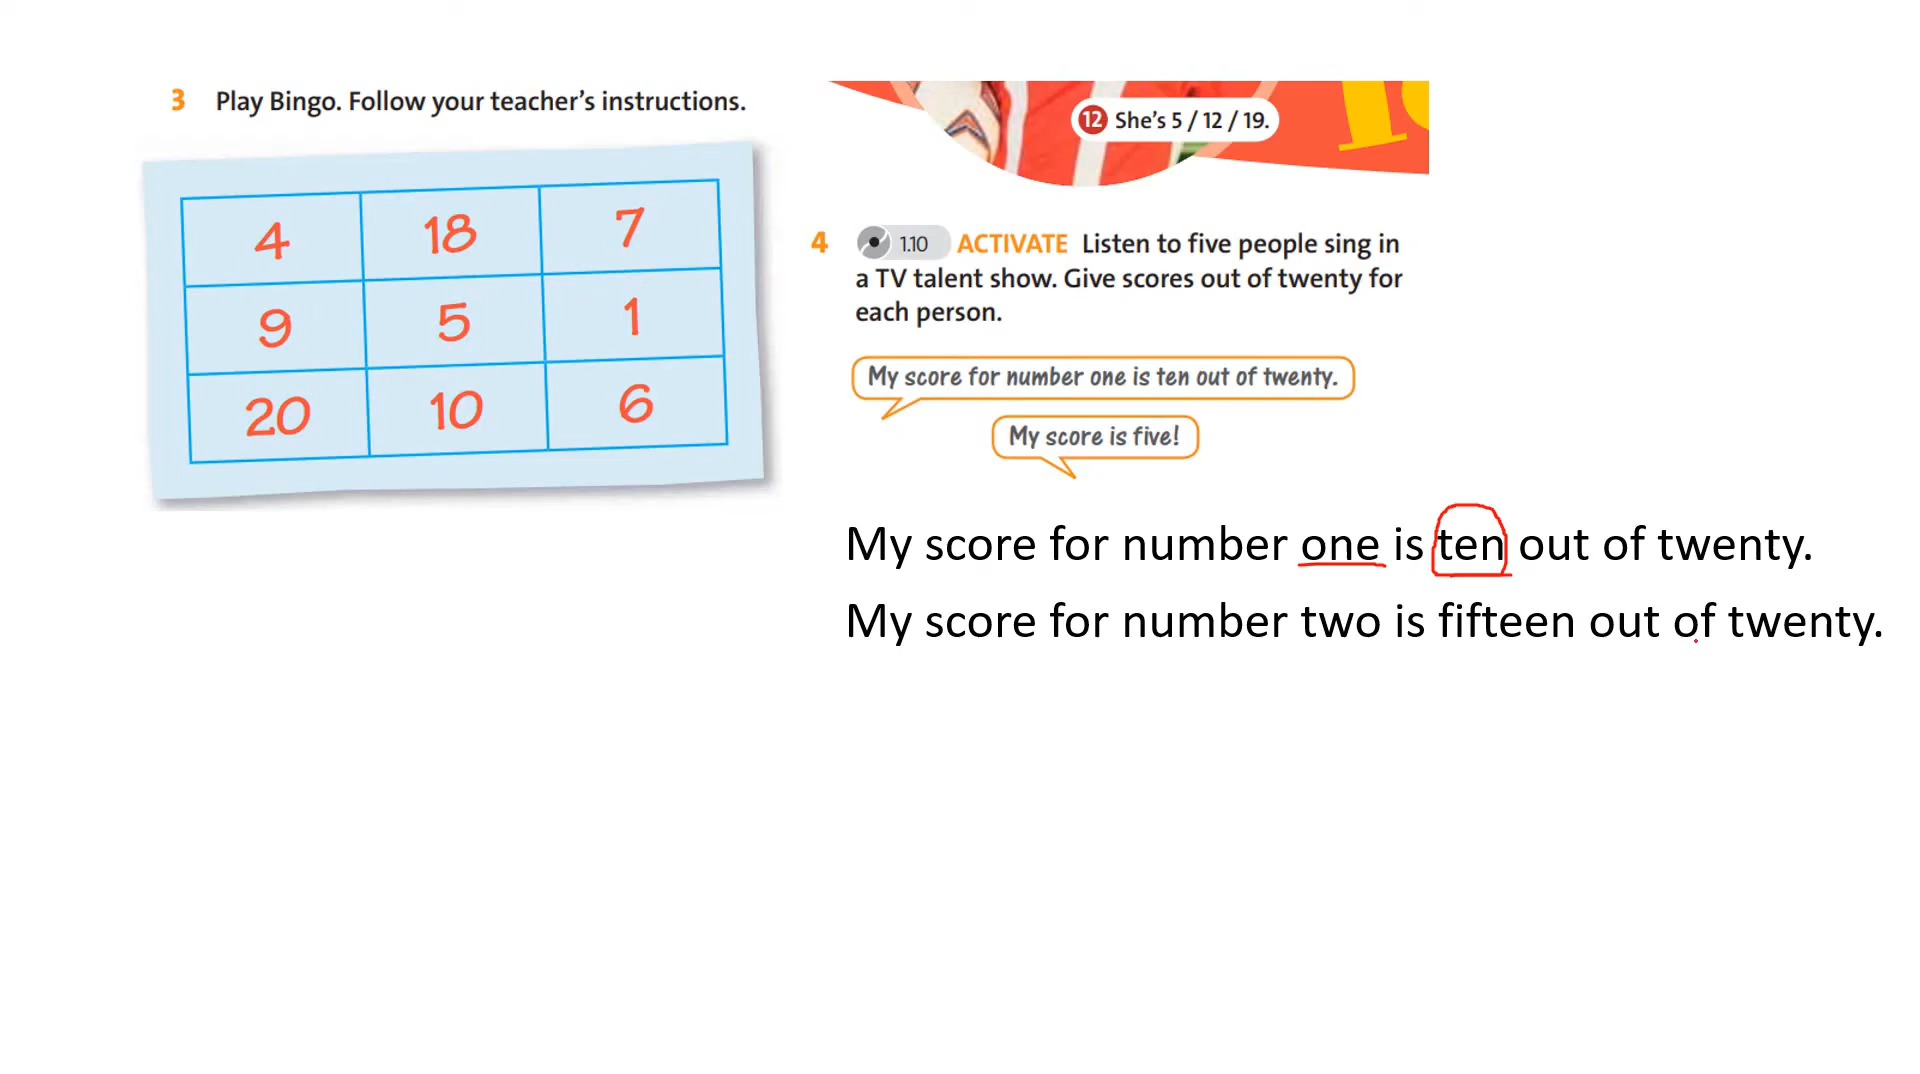 3 Play Bingo. Follow your teacher's instructions.
4 18 7
9 5 1
20 10 6
12 She's 5 / 12 / 19.
4 1.10 ACTIVATE Listen to five people sing in
a TV talent show. Give scores out of twenty for
each person.
My score for number one is ten out of twenty.
My score is five!
My score for number one is ten out of twenty.
My score for number two is fifteen out of twenty.